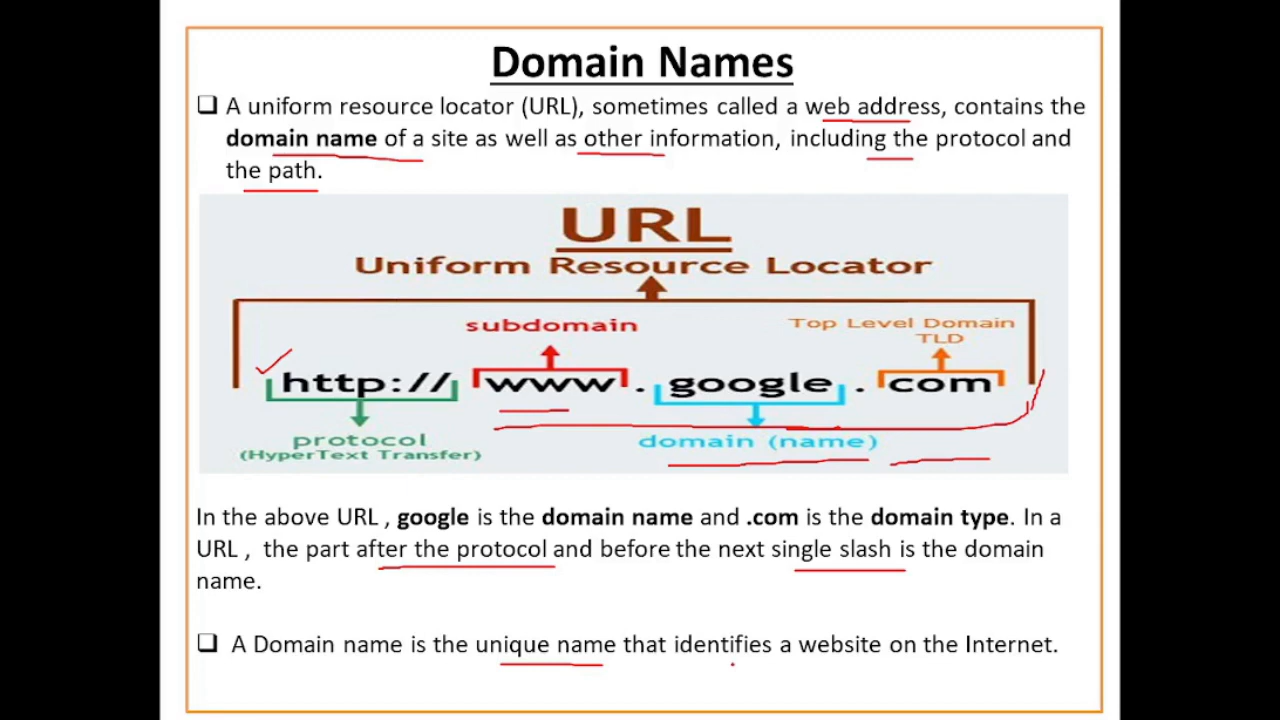 Domain Names
❑ A uniform resource locator (URL), sometimes called a web address, contains the
domain name of a site as well as other information, including the protocol and
the path.
URL
Uniform Resource Locator
subdomain
Top Level Domain
TLD
http:// www . google . com
protocol
(HyperText Transfer)
domain (name)
In the above URL , google is the domain name and .com is the domain type. In a
URL , the part after the protocol and before the next single slash is the domain
name.
❑ A Domain name is the unique name that identifies a website on the Internet.